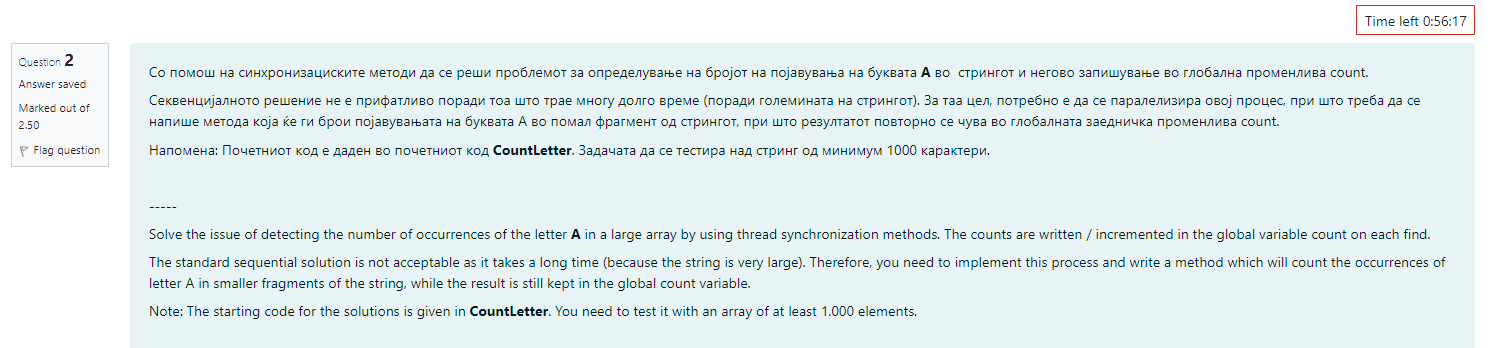 Time left 0:56:17
Question 2
Answer saved
Marked out of
2.50
Flag question
Со помош на синхронизациските методи да се реши проблемот за определување на бројот на појавувања на буквата А во стрингот и негово запишување во глобална променлива count.
Секвенцијалното решение не е прифатливо поради тоа што трае многу долго време (поради големината на стрингот). За таа цел, потребно е да се паралелизира овој процес, при што треба да се
напише метода која ќе ги брои појавувањата на буквата А во помал фрагмент од стрингот, при што резултатот повторно се чува во глобалната заедничка променлива count.
Напомена: Почетниот код е даден во почетниот код CountLetter. Задачата да се тестира над стринг од минимум 1000 карактери.
-----
Solve the issue of detecting the number of occurrences of the letter A in a large array by using thread synchronization methods. The counts are written / incremented in the global variable count on each find.
The standard sequential solution is not acceptable as it takes a long time (because the string is very large). Therefore, you need to implement this process and write a method which will count the occurrences of
letter A in smaller fragments of the string, while the result is still kept in the global count variable.
Note: The starting code for the solutions is given in CountLetter. You need to test it with an array of at least 1.000 elements.